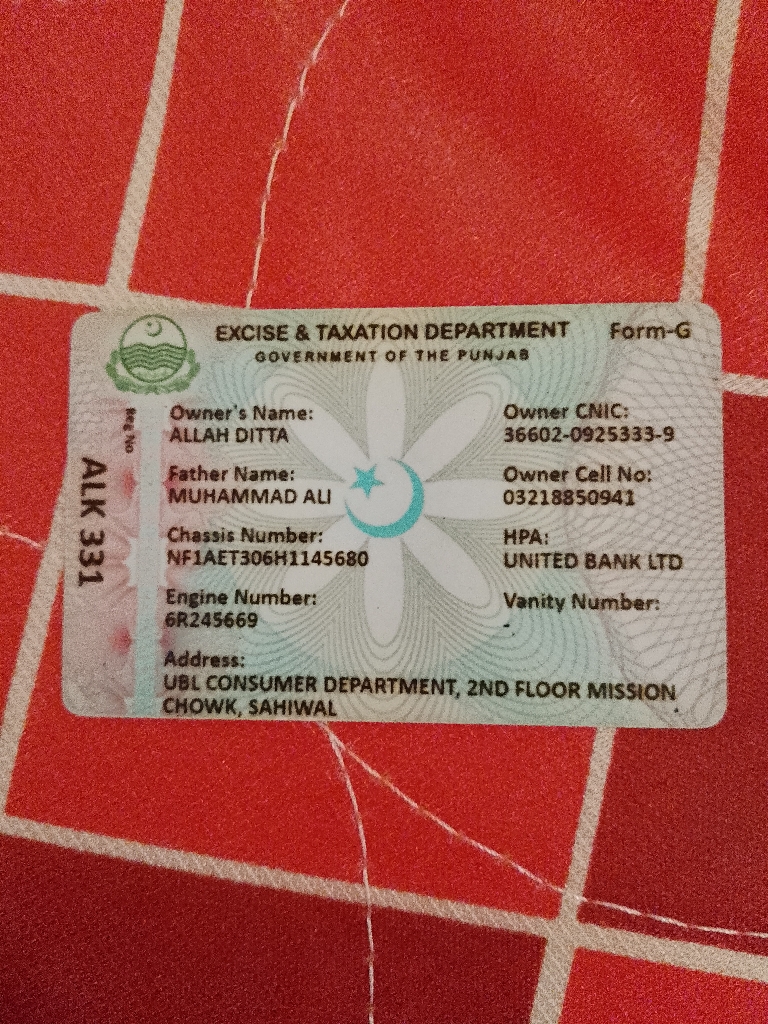 EXCISE & TAXATION DEPARTMENT Form-G
GOVERNMENT OF THE PUNJAB
Reg No
ALK 331
Owner's Name:
ALLAH DITTA
Owner CNIC:
36602-0925333-9
Father Name:
MUHAMMAD ALI
Owner Cell No:
03218850941
Chassis Number:
NF1AET306H1145680
HPA:
UNITED BANK LTD
Engine Number:
6R245669
Vanity Number:
-
Address:
UBL CONSUMER DEPARTMENT, 2ND FLOOR MISSION
CHOWK, SAHIWAL